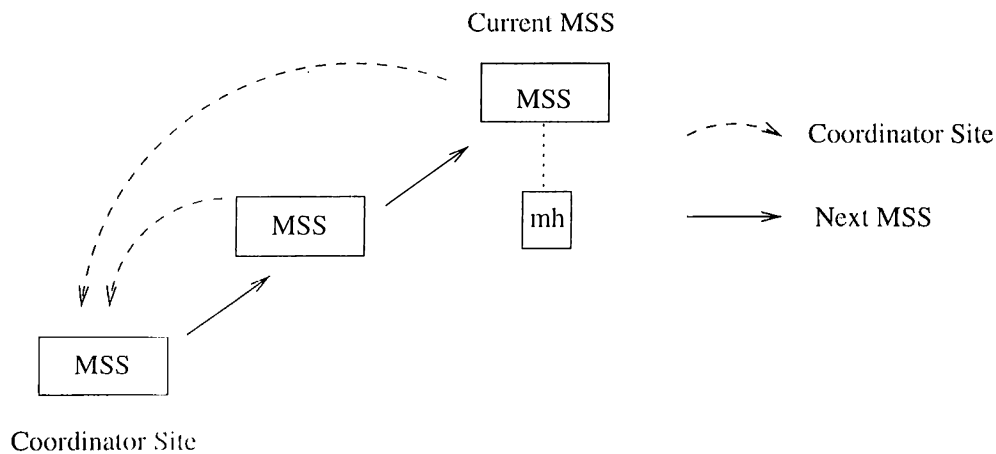 Current MSS
MSS
Coordinator Site
mh
Next MSS
MSS
MSS
Coordinator Site